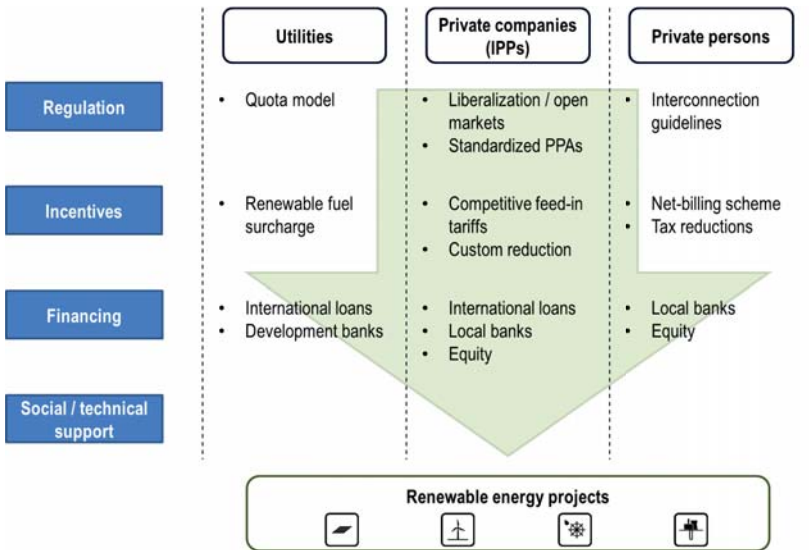 Utilities
Private companies
(IPPs)
Private persons
Regulation
• Quota model
• Liberalization / open
markets
• Standardized PPAs
• Interconnection
guidelines
Incentives
• Renewable fuel
surcharge
• Competitive feed-in
tariffs
• Custom reduction
• Net-billing scheme
• Tax reductions
Financing
• International loans
• Development banks
• International loans
• Local banks
• Equity
• Local banks
• Equity
Social / technical
support
Renewable energy projects